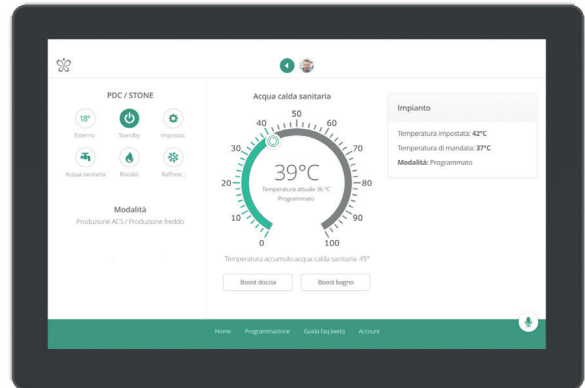 PDC / STONE
18°
Esterno
Standby
Impostaz.
Acqua sanitaria
Riscald..
Raffresc..
Modalità
Produzione ACS / Produzione freddo
Acqua calda sanitaria
0
10
20
30
40
50
60
70
80
90
100
39°C
Temperatura attuale 36 °C
Programmato
Temperatura accumulo acqua calda sanitaria: 45°
Boost doccia
Boost bagno
Impianto
Temperatura impostata: 42°C
Temperatura di mandata: 37°C
Modalità: Programmato
Home Programmazione Guida faq (web) Account